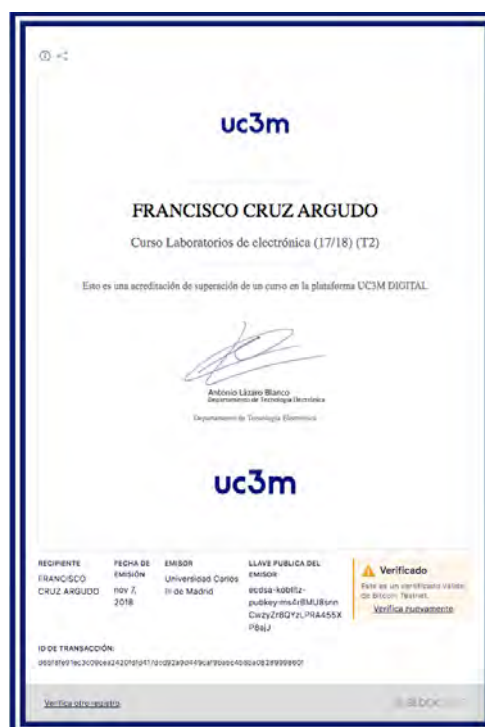 uc3m
FRANCISCO CRUZ ARGUDO
Curso Laboratorios de electrónica (17/18) (T2)
Esto es una acreditación de superación de un curso en la plataforma UC3M DIGITAL
Antonio Lázaro Blanco
Departamento de Tecnología Electrónica
Departamento de Tecnología Electrónica
uc3m
RECIPIENTE
FRANCISCO
CRUZ ARGUDO
FECHA DE
EMISIÓN
nov 7,
2018
EMISOR
Universidad Carlos
III de Madrid
LLAVE PUBLICA DEL
EMISOR
ecdsa-koblitz-
Verificado
Este es un certificado válido
de Bitcoin Testnet.
Verifica nuevamente
ID DE TRANSACCIÓN:
Verifica otro registro